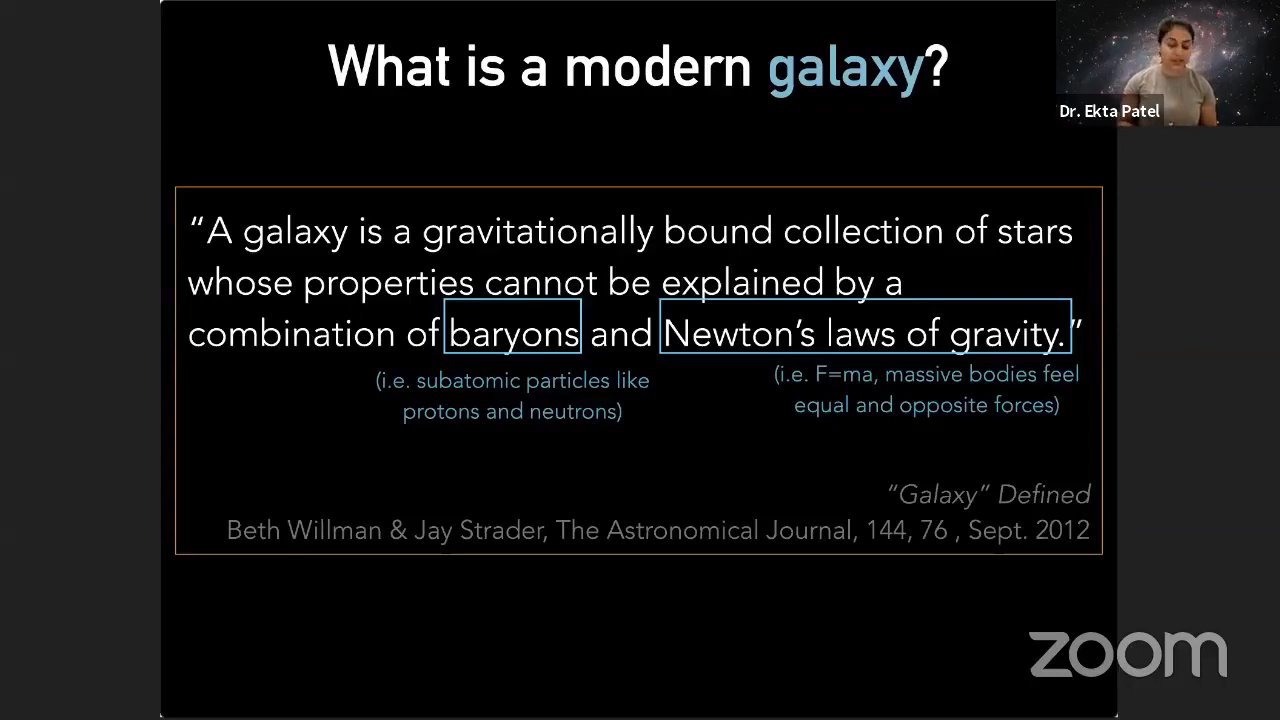 What is a modern galaxy?
Dr. Ekta Patel
“A galaxy is a gravitationally bound collection of stars
whose properties cannot be explained by a
combination of baryons and Newton’s laws of gravity.”
(i.e. subatomic particles like
protons and neutrons)
(i.e. F=ma, massive bodies feel
equal and opposite forces)
“Galaxy” Defined
Beth Willman & Jay Strader, The Astronomical Journal, 144, 76 , Sept. 2012
zoom